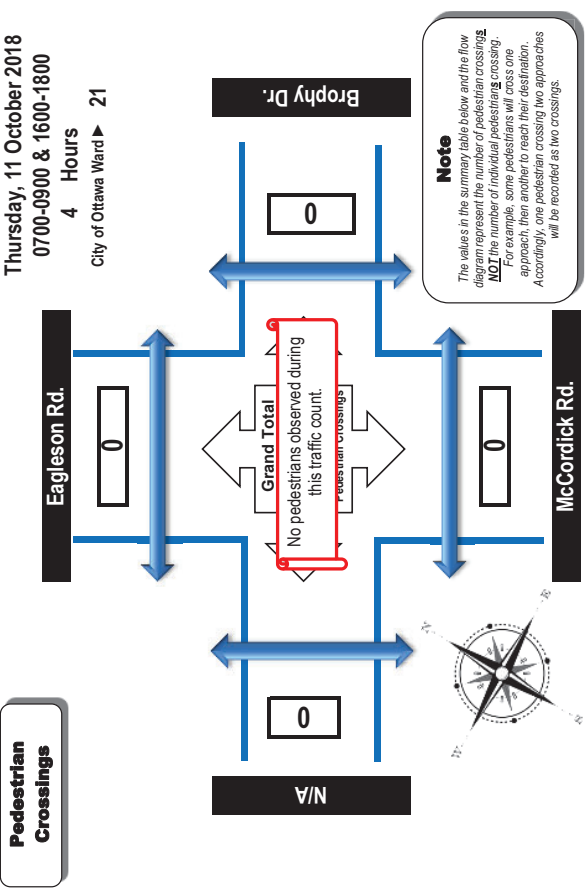 Pedestrian
Crossings
Thursday, 11 October 2018
0700-0900 & 1600-1800
4 Hours
City of Ottawa Ward► 21
Eagleson Rd.
0
N/A
0
Grand Total
No pedestrians observed during
this traffic count.
Pedestrian Crossings
0
Brophy Dr.
0
McCordick Rd.
N
E
S
W
Note
The values in the summary table below and the flow
diagram represent the number of pedestrian crossings
NOT the number of individual pedestrians crossing.
For example, some pedestrians will cross one
approach, then another to reach their destination.
Accordingly, one pedestrian crossing two approaches
will be recorded as two crossings.